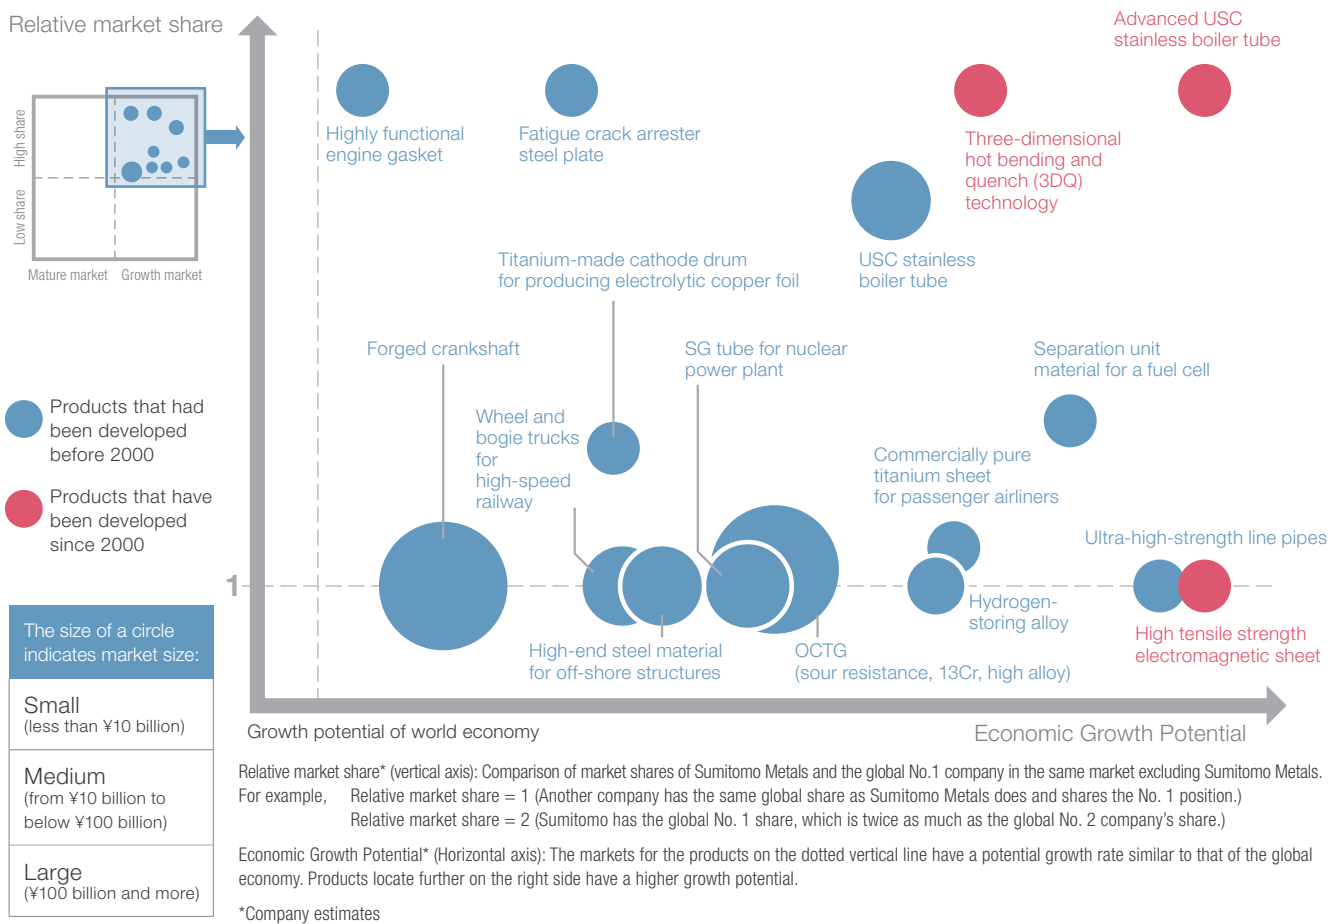 Relative market share
High share
Low share
Mature market
Growth market
Products that had
been developed
before 2000
Products that have
been developed
since 2000
The size of a circle
indicates market size:
Small
(less than ¥10 billion)
Medium
(from ¥10 billion to
below ¥100 billion)
Large
(¥100 billion and more)
Advanced USC
stainless boiler tube
Highly functional
engine gasket
Fatigue crack arrester
steel plate
Three-dimensional
hot bending and
quench (3DQ)
technology
Titanium-made cathode drum
for producing electrolytic copper foil
USC stainless
boiler tube
Forged crankshaft
SG tube for nuclear
power plant
Separation unit
material for a fuel cell
Wheel and
bogie trucks
for
high-speed
railway
Commercially pure
titanium sheet
for passenger airliners
Ultra-high-strength line pipes
1
Hydrogen-
storing alloy
High-end steel material
for off-shore structures
OCTG
(sour resistance, 13Cr, high alloy)
High tensile strength
electromagnetic sheet
Growth potential of world economy
Economic Growth Potential
Relative market share* (vertical axis): Comparison of market shares of Sumitomo Metals and the global No.1 company in the same market excluding Sumitomo Metals.
For example, Relative market share = 1 (Another company has the same global share as Sumitomo Metals does and shares the No. 1 position.)
Relative market share = 2 (Sumitomo has the global No. 1 share, which is twice as much as the global No. 2 company's share.)
Economic Growth Potential* (Horizontal axis): The markets for the products on the dotted vertical line have a potential growth rate similar to that of the global
economy. Products locate further on the right side have a higher growth potential.
*Company estimates